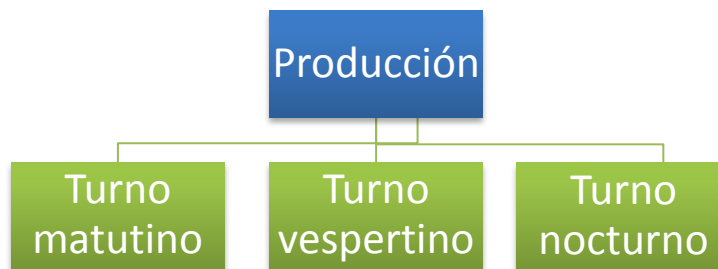 Producción
Turno
matutino
Turno
vespertino
Turno
nocturno